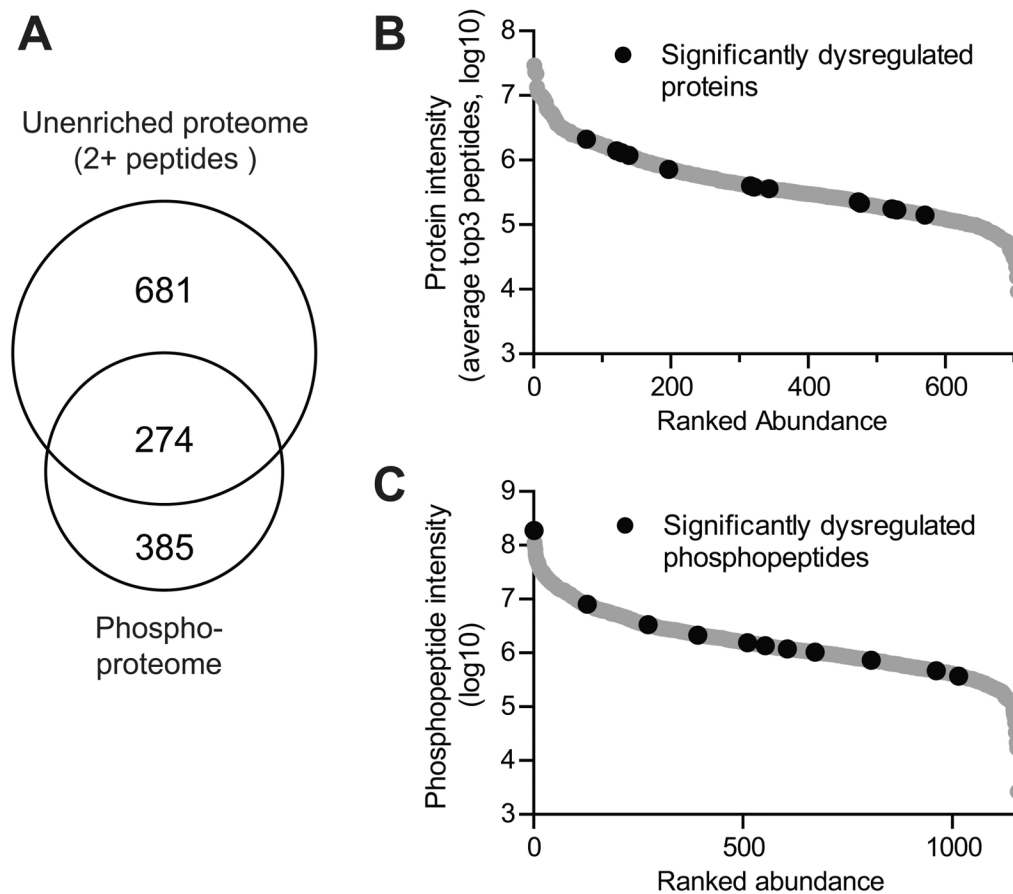 A
Unenriched proteome
(2+ peptides )
681
274
385
Phospho-
proteome
B
Protein intensity
(average top3 peptides, log10)
8
7
6
5
4
3
Significantly dysregulated
proteins
0
200
400
600
Ranked Abundance
C
Phosphopeptide intensity
(log10)
9
8
7
6
5
4
3
Significantly dysregulated
phosphopeptides
0
500
1000
Ranked abundance